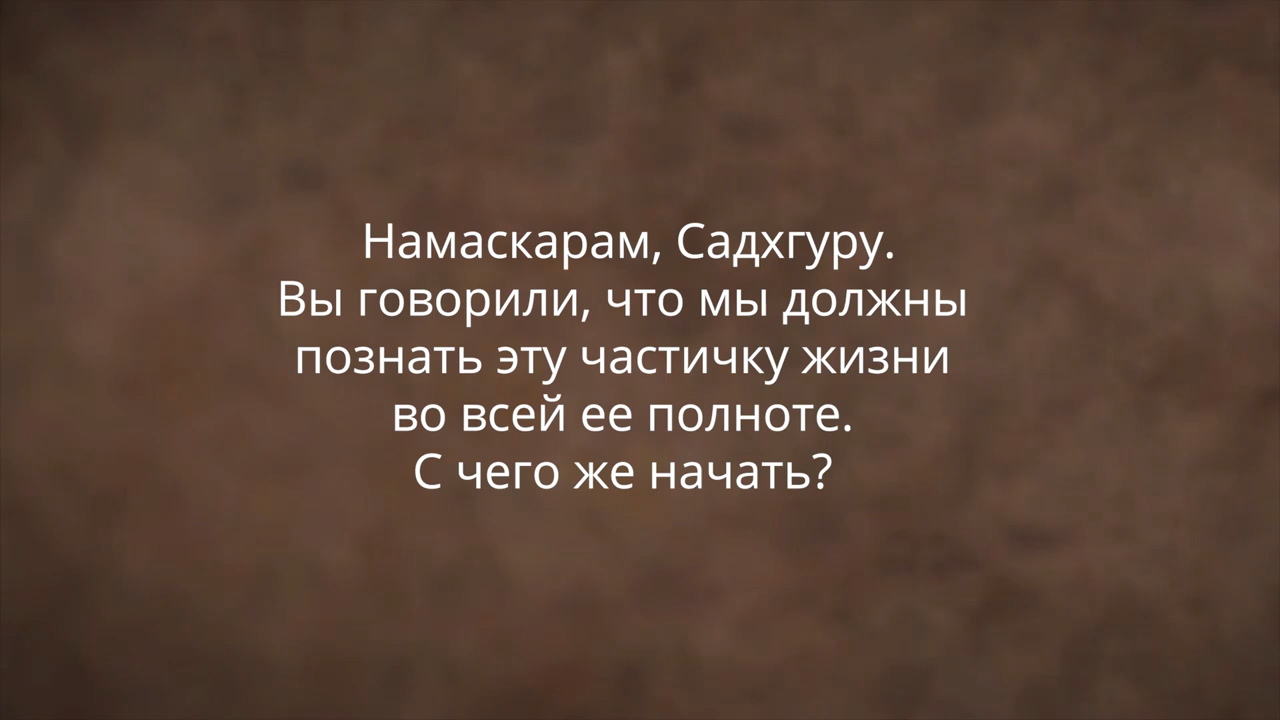 Намаскарам, Садхгуру.
Вы говорили, что мы должны
познать эту частичку жизни
во всей ее полноте.
С чего же начать?